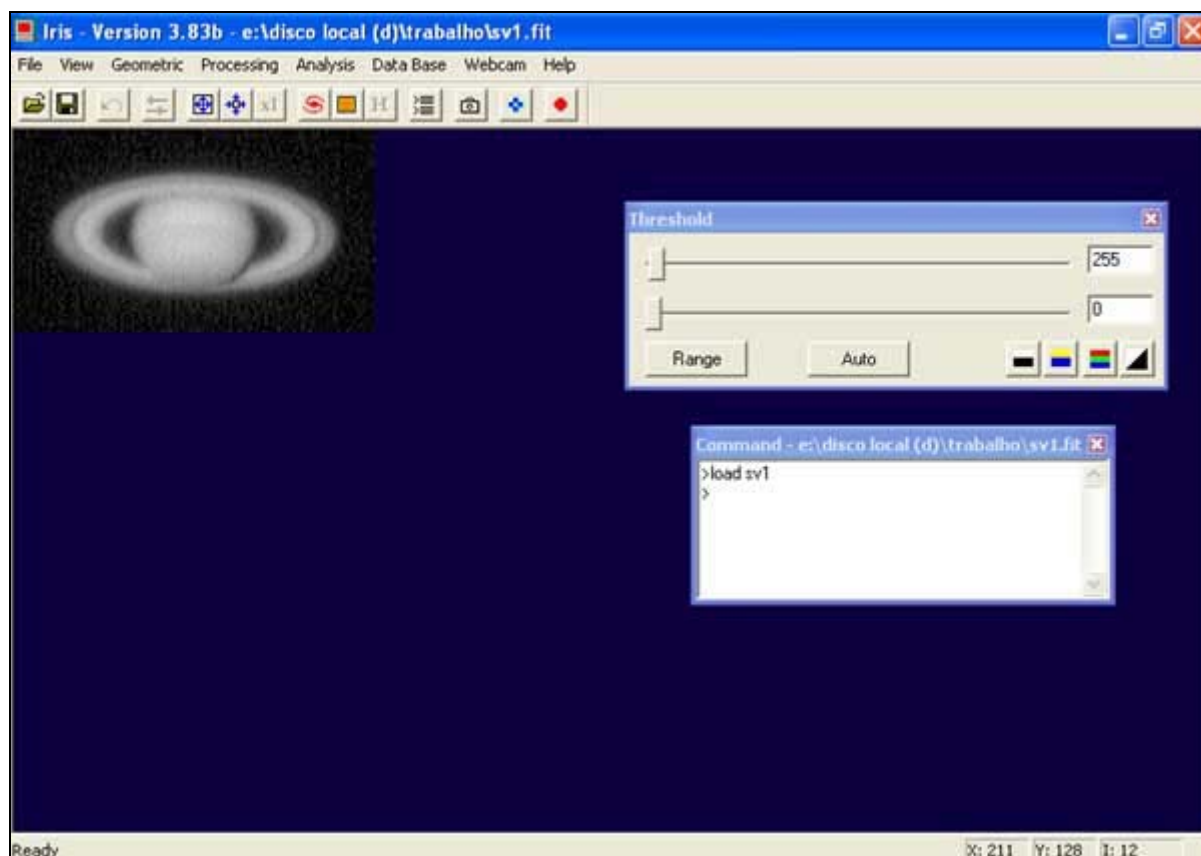 Iris - Version 3.83b - e:\disco local (d)\trabalho\sv1.fit
File View Geometric Processing Analysis Data Base Webcam Help
x1 H
Threshold
255
0
Range Auto
Command - e:\disco local (d)\trabalho\sv1.fit
>load sv1
>
Ready X: 211 Y: 128 I: 12